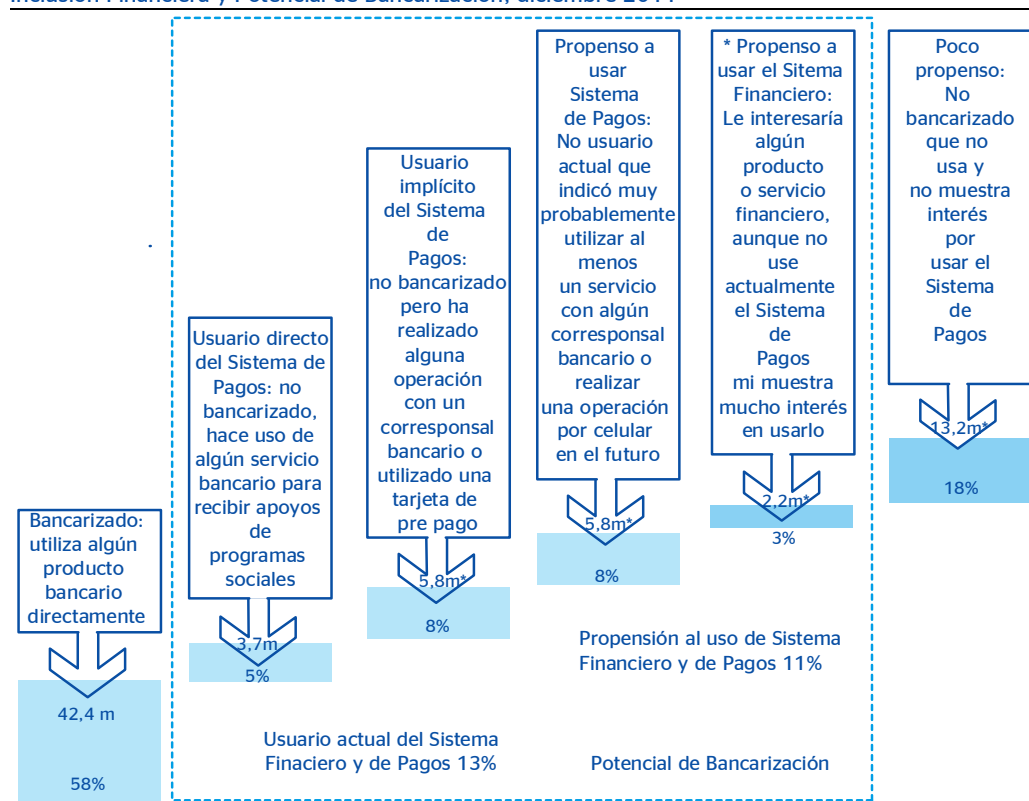 Bancarizado:
utiliza algún
producto
bancario
directamente
42,4 m
58%
Usuario directo
del Sistema de
Pagos: no
bancarizado,
hace uso de
algún servicio
bancario para
recibir apoyos
de
programas
sociales
3,7m
5%
Usuario
implícito
del Sistema
de
Pagos:
no bancarizado
pero ha
realizado
alguna
operación
con un
corresponsal
bancario o
utilizado una
tarjeta de
pre pago
5,8m*
8%
Propenso a
usar
Sistema
de Pagos:
No usuario
actual que
indicó muy
probablemente
utilizar al
menos
un servicio
con algún
corresponsal
bancario o
realizar
una operación
por celular
en el futuro
5,8m*
8%
* Propenso a
usar el Sitema
Financiero:
Le interesaría
algún
producto
o servicio
financiero,
aunque no
use
actualmente
el Sistema
de
Pagos
mi muestra
mucho interés
en usarlo
2,2m*
3%
Poco
propenso:
No
bancarizado
que no
usa y
no muestra
interés
por
usar el
Sistema
de
Pagos
13,2m*
18%
Propensión al uso de Sistema
Financiero y de Pagos 11%
Usuario actual del Sistema
Finaciero y de Pagos 13%
Potencial de Bancarización